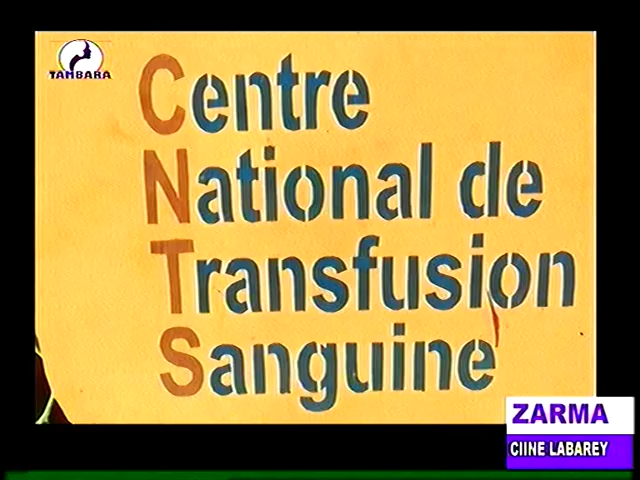 TAMBARA
Centre
National de
Transfusion
Sanguine
ZARMA
CIINE LABAREY